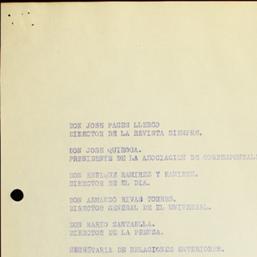 DON JOSE PAGES LLERGO
DIRECTOR DE LA REVISTA SIEMPRE.
DON JOSE QUIROGA.
PRESIDENTE DE LA ASOCIACION DE
DON ENRIQUE RAMIREZ Y RAMIREZ.
DIRECTOR DE EL DIA.
DON ARMANDO RIVAS TORRES.
DIRECTOR GENERAL DE EL UNIVERSAL.
DON MARIO SANTAELLA.
DIRECTOR DE LA PRENSA.
SECRETARIA DE RELACIONES EXTERIORES.